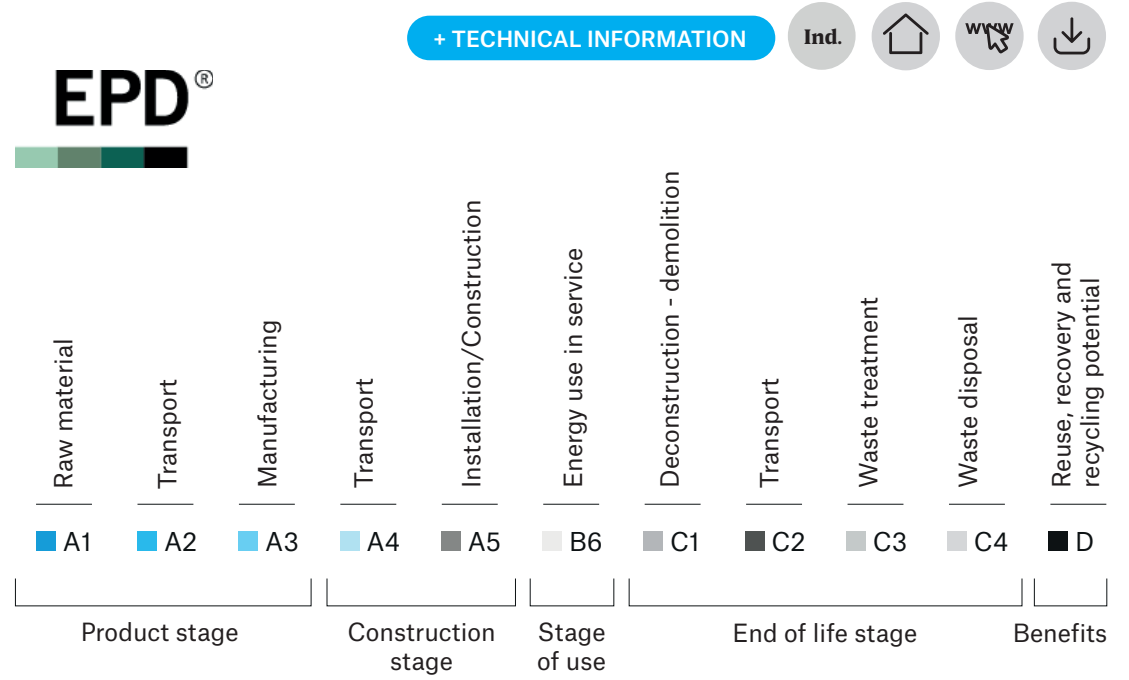 + TECHNICAL INFORMATION
Ind.
www
EPD®
Raw material
Transport
Manufacturing
Transport
Installation/Construction
Energy use in service
Deconstruction - demolition
Transport
Waste treatment
Waste disposal
Reuse, recovery and
recycling potential
A1
A2
A3
A4
A5
B6
C1
C2
C3
C4
D
Product stage
Construction
stage
Stage
of use
End of life stage
Benefits